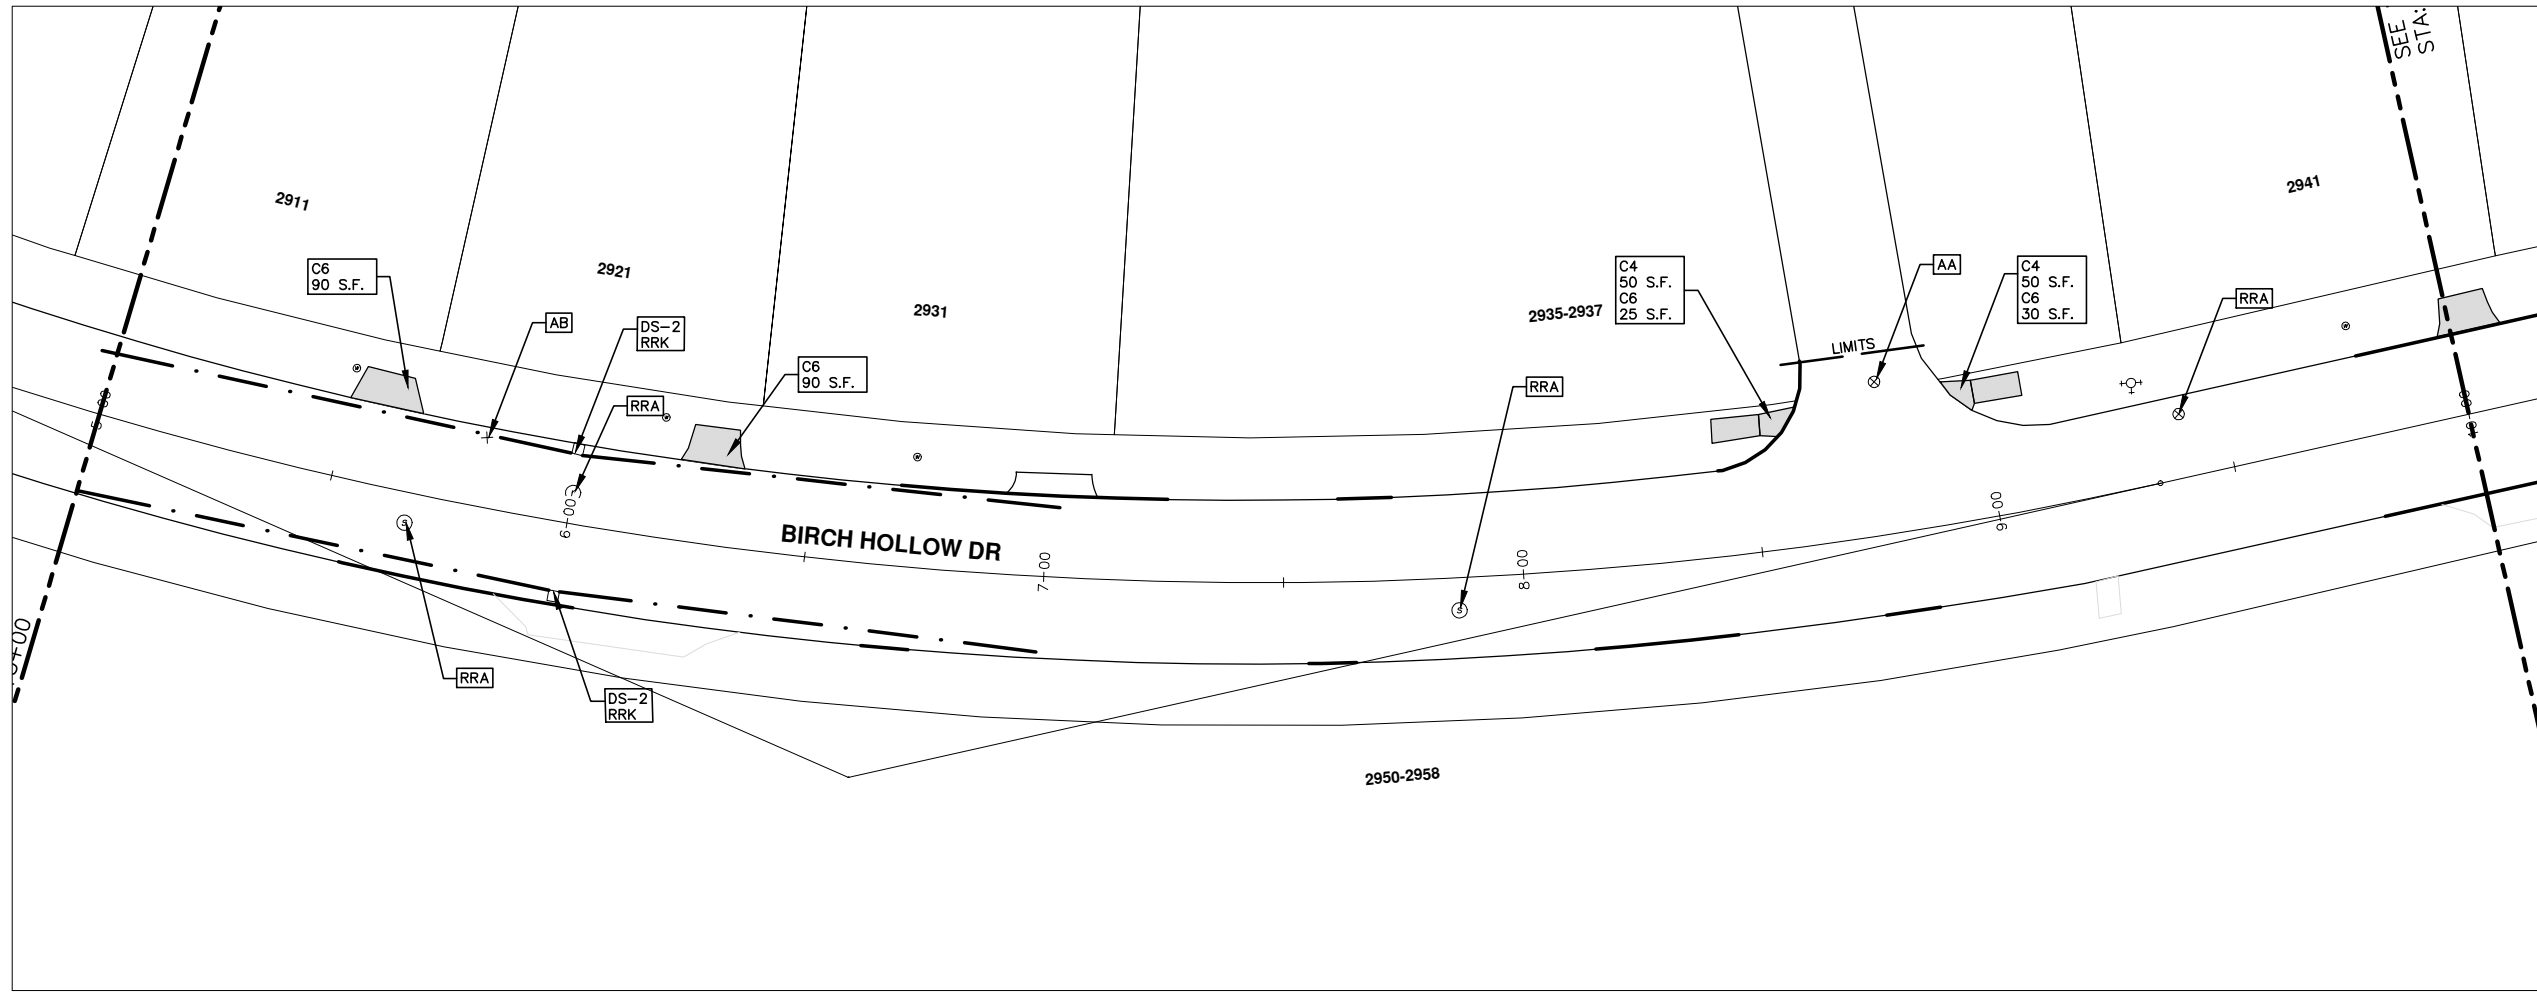 SEE
STA:
2911
2921
2931
2935-2937
2941
C6
90 S.F.
AB
DS-2
RRK
RRA
C6
90 S.F.
RRA
C4
50 S.F.
C6
25 S.F.
LIMITS
AA
C4
50 S.F.
C6
30 S.F.
RRA
6 00
7 00
8 00
9 00
BIRCH HOLLOW DR
S
S
+00
RRA
DS-2
RRK
2950-2958